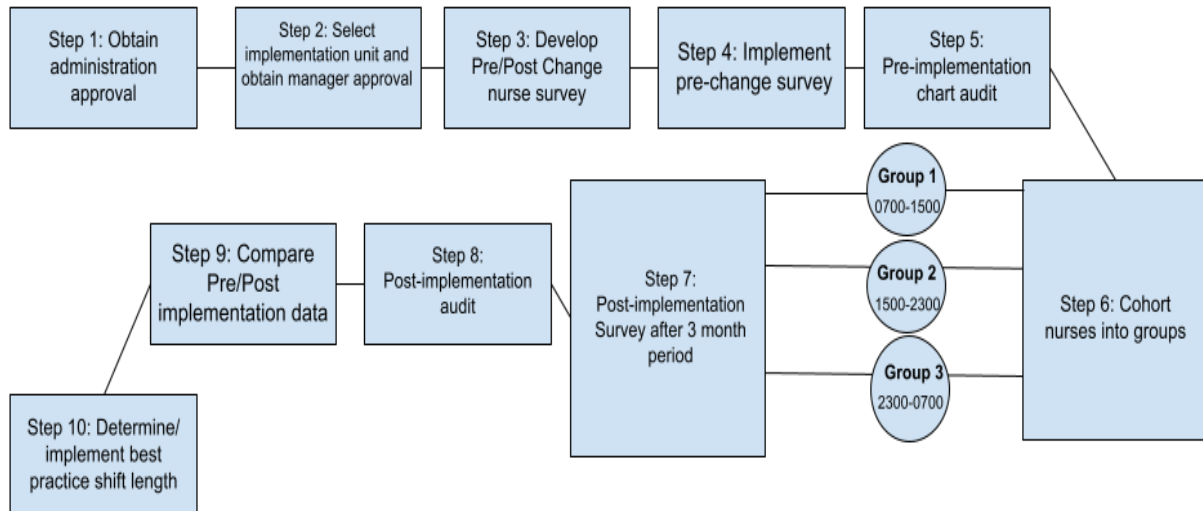 Step 1: Obtain
administration
approval
Step 2: Select
implementation unit and
obtain manager approval
Step 3: Develop
Pre/Post Change
nurse survey
Step 4: Implement
pre-change survey
Step 5:
Pre-implementation
chart audit
Step 6: Cohort
nurses into groups
Group 1
0700-1500
Group 2
1500-2300
Group 3
2300-0700
Step 7:
Post-implementation
Survey after 3 month
period
Step 8:
Post-implementation
audit
Step 9: Compare
Pre/Post
implementation data
Step 10: Determine/
implement best
practice shift length